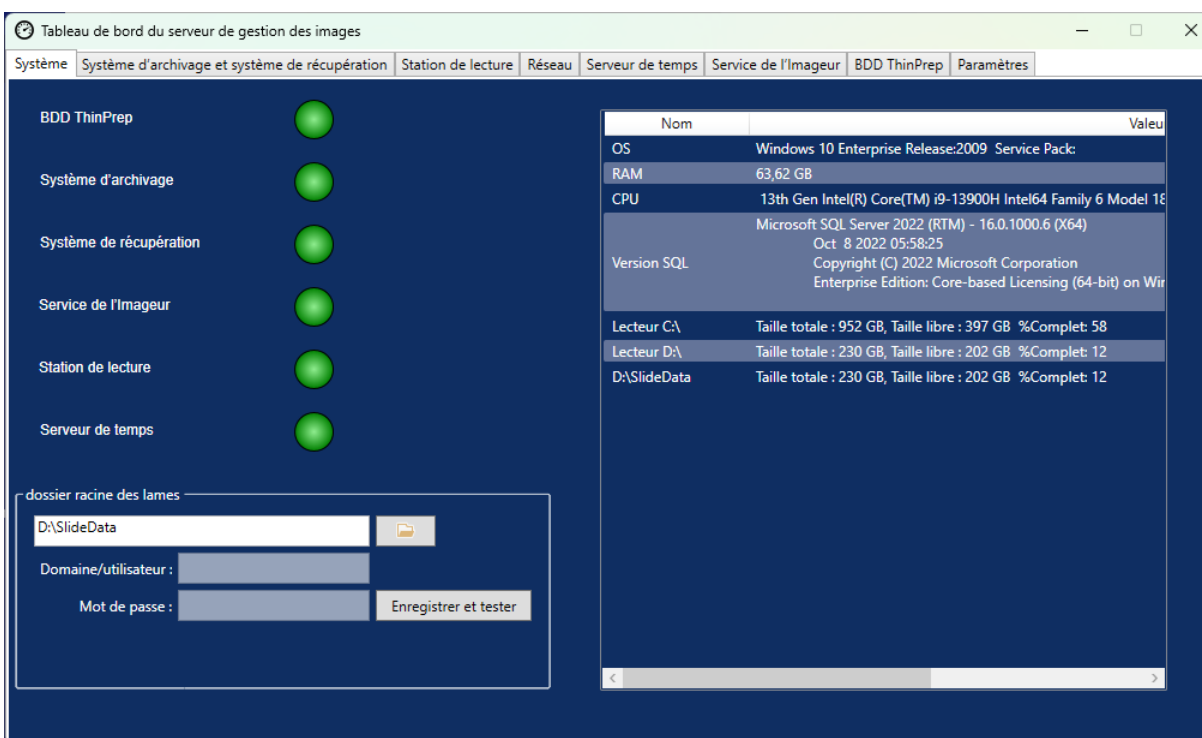 Tableau de bord du serveur de gestion des images
Système Système d'archivage et système de récupération Station de lecture Réseau Serveur de temps Service de l'Imageur BDD ThinPrep Paramètres
BDD ThinPrep
Système d'archivage
Système de récupération
Service de l'Imageur
Station de lecture
Serveur de temps
dossier racine des lames
D:\SlideData
Domaine/utilisateur :
Mot de passe :
Enregistrer et tester
Nom Valeu
OS Windows 10 Enterprise Release:2009 Service Pack:
RAM 63,62 GB
CPU 13th Gen Intel(R) Core(TM) i9-13900H Intel64 Family 6 Model 18
Version SQL
Microsoft SQL Server 2022 (RTM) - 16.0.1000.6 (X64)
Oct 8 2022 05:58:25
Copyright (C) 2022 Microsoft Corporation
Enterprise Edition: Core-based Licensing (64-bit) on Wir
Lecteur C:\ Taille totale : 952 GB, Taille libre : 397 GB %Complet: 58
Lecteur D:\ Taille totale : 230 GB, Taille libre : 202 GB %Complet: 12
D:\SlideData Taille totale : 230 GB, Taille libre : 202 GB %Complet: 12